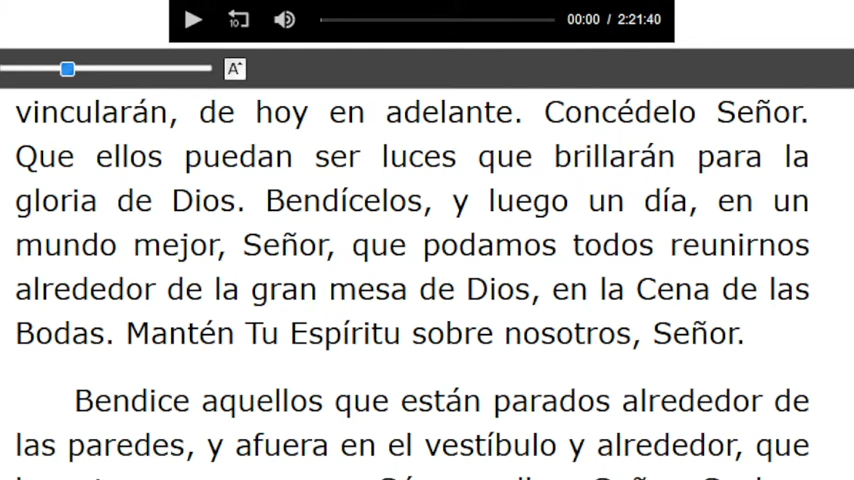 00:00 / 2:21:40
10
A
vincularán, de hoy en adelante. Concédelo Señor.
Que ellos puedan ser luces que brillarán para la
gloria de Dios. Bendícelos, y luego un día, en un
mundo mejor, Señor, que podamos todos reunirnos
alrededor de la gran mesa de Dios, en la Cena de las
Bodas. Mantén Tu Espíritu sobre nosotros, Señor.
Bendice aquellos que están parados alrededor de
las paredes, y afuera en el vestíbulo y alrededor, que